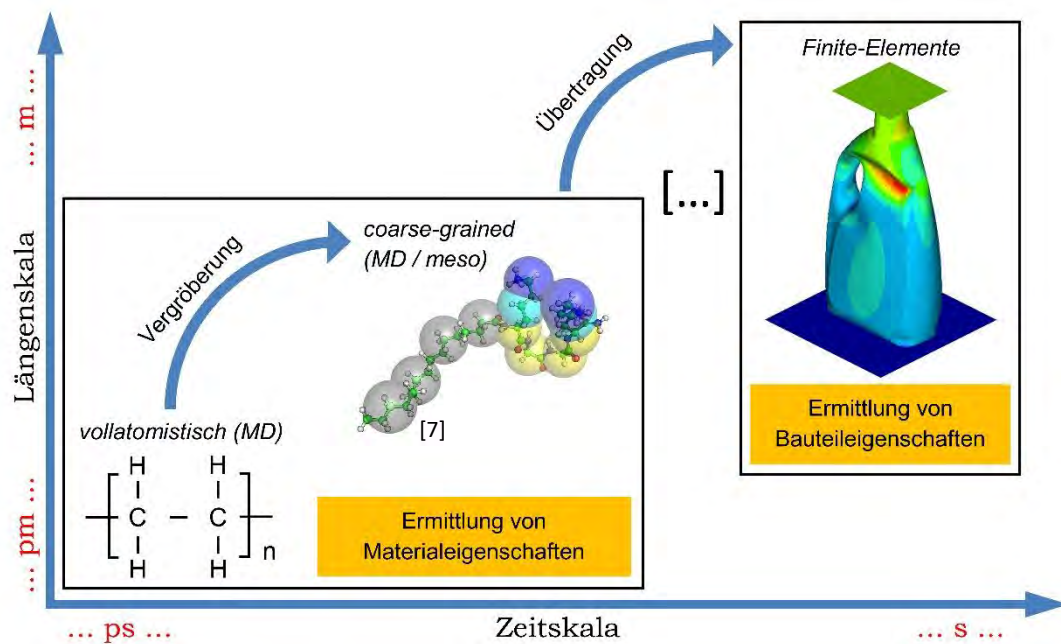 Längenskala
... m ...
... pm ...
Zeitskala
... ps ...
... s ...
Vergröberung
Übertragung
vollatomistisch (MD)
H H
C – C
n
H H
coarse-grained
(MD / meso)
[7]
Ermittlung von
Materialeigenschaften
[...]
Finite-Elemente
Ermittlung von
Bauteileigenschaften